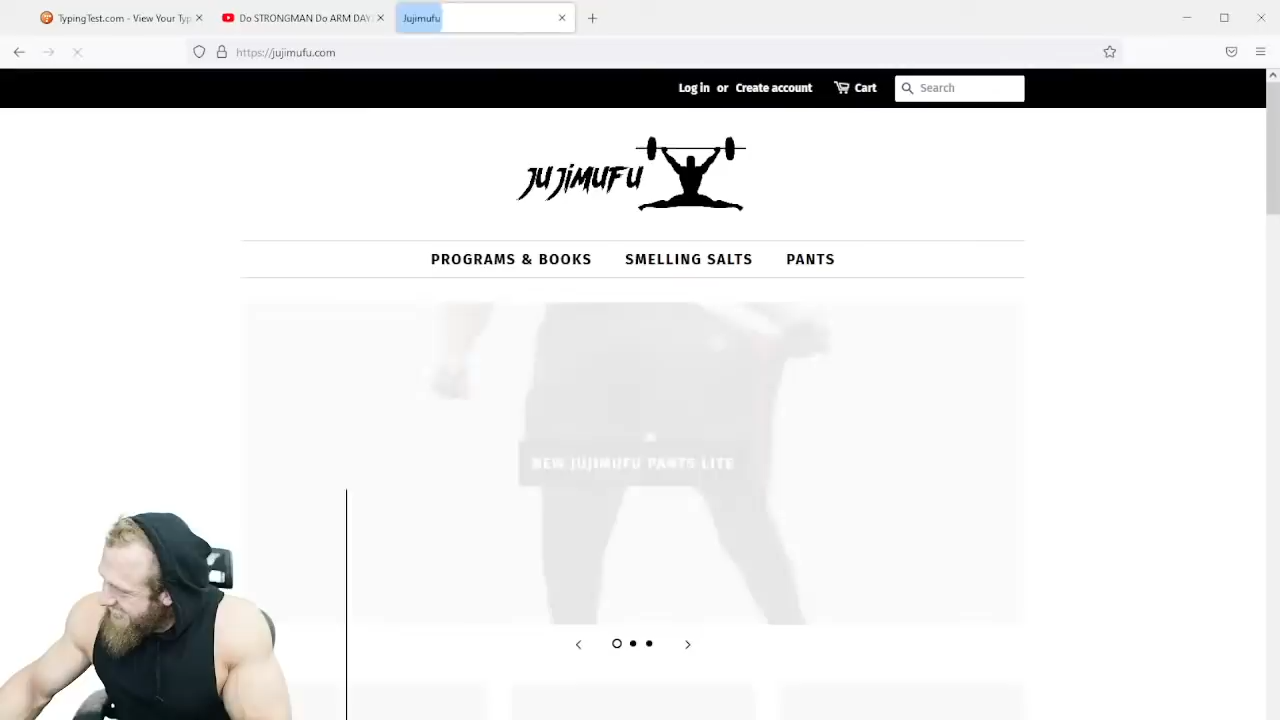 TypingTest.com - View Your Typ
Do STRONGMAN Do ARM DAY
Jujimufu
https://jujimufu.com
Log in or Create account
Cart
Search
JUJIMUFU
PROGRAMS & BOOKS
SMELLING SALTS
PANTS
NEW JUJIMUFU PANTS LITE